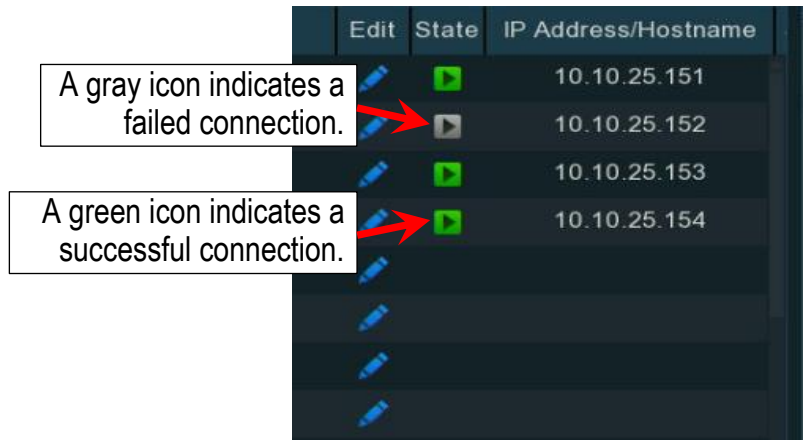 Edit State IP Address/Hostname
10.10.25.151
A gray icon indicates a
failed connection.
10.10.25.152
10.10.25.153
A green icon indicates a
successful connection.
10.10.25.154